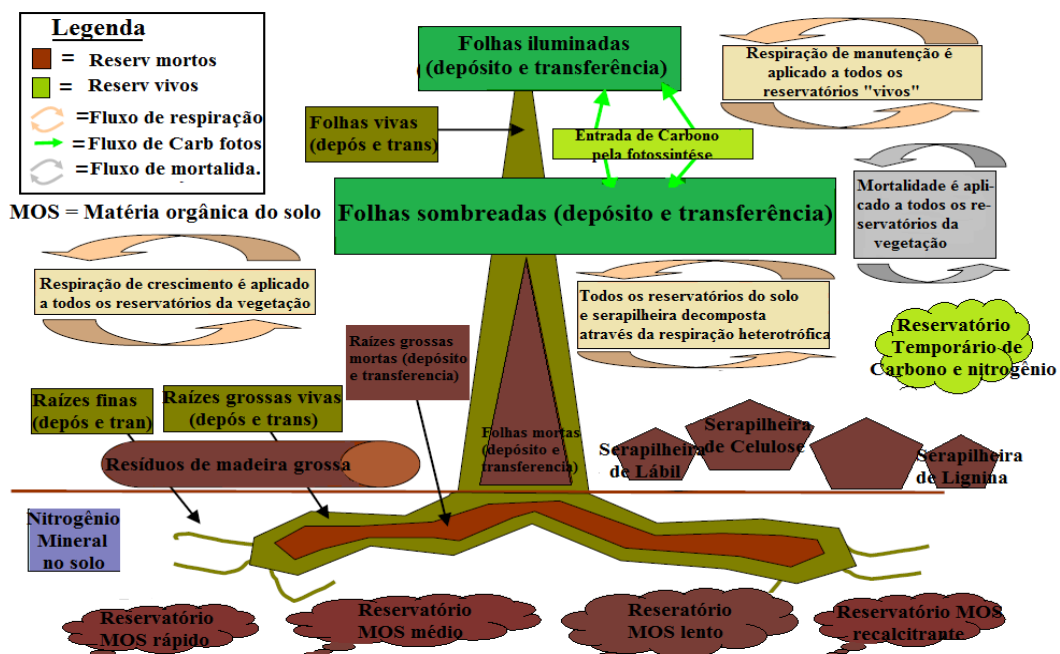 Legenda
= Reserv mortos
= Reserv vivos
=Fluxo de respiração
=Fluxo de Carb fotos
=Fluxo de mortalida.
MOS = Matéria orgânica do solo
Folhas iluminadas
(depósito e transferência)
Respiração de manutenção é
aplicado a todos os
reservatórios "vivos"
Folhas vivas
(depós e trans)
Entrada de Carbono
pela fotossintése
Folhas sombreadas (depósito e transferência)
Mortalidade é apli-
cado a todos os re-
servatórios da
vegetação
Respiração de crescimento é aplicado
a todos os reservatórios da vegetação
Todos os reservatórios do solo
e serapilheira decomposta
através da respiração heterotrófica
Reservatório
Temporário de
Carbono e nitrogênio
Raízes grossas
mortas (depósito
e transferencia)
Raízes finas
(depós e tran)
Raízes grossas vivas
(depós e trans)
Resíduos de madeira grossa
Folhas mortas
(depósito e
transferencia)
Serapilheira
de Lábil
Serapilheira
de Celulose
Serapilheira
de Lignina
Nitrogênio
Mineral
no solo
Reservatório
MOS rápido
Reservatório
MOS médio
Reseratório
MOS lento
Reservatório MOS
recalcitrante